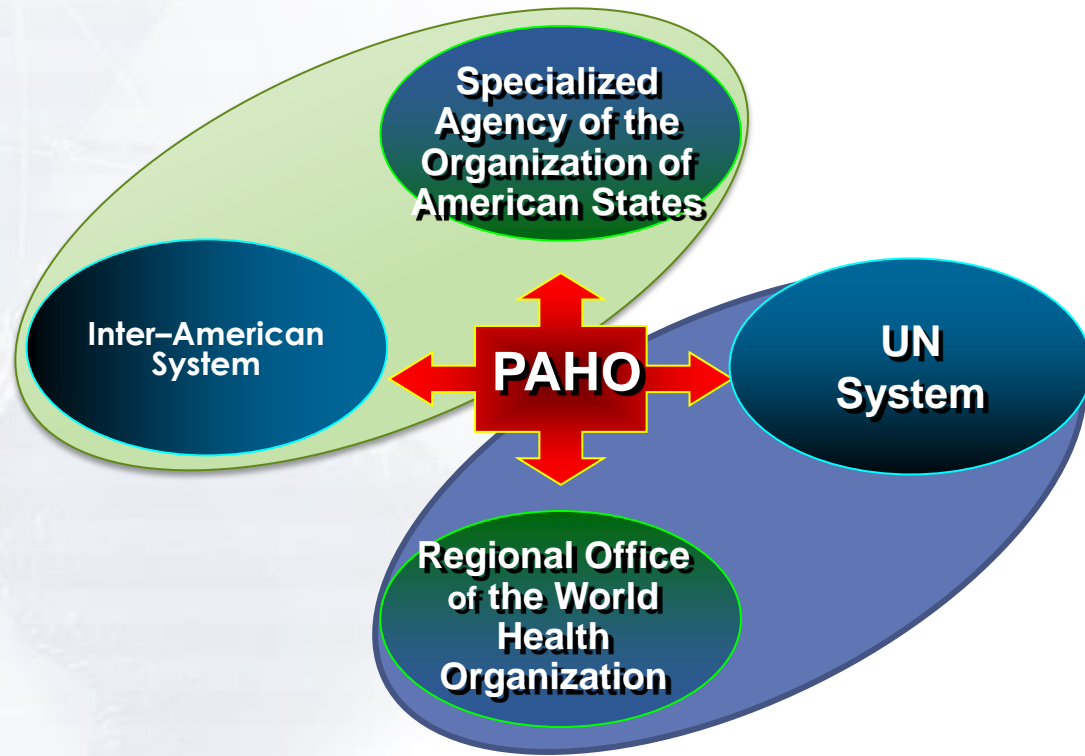 Specialized
Agency of the
Organization of
American States
Inter–American
System
PAHO
UN
System
Regional Office
of the World
Health
Organization